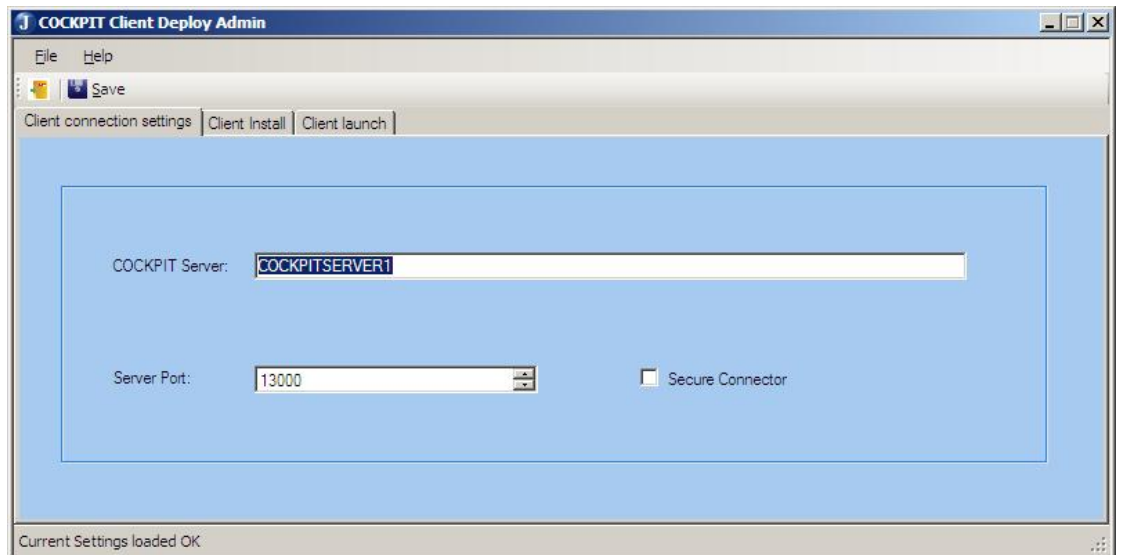 COCKPIT Client Deploy Admin
File Help
Save
Client connection settings Client Install Client launch
COCKPIT Server: COCKPITSERVER1
Server Port: 13000 Secure Connector
Current Settings loaded OK